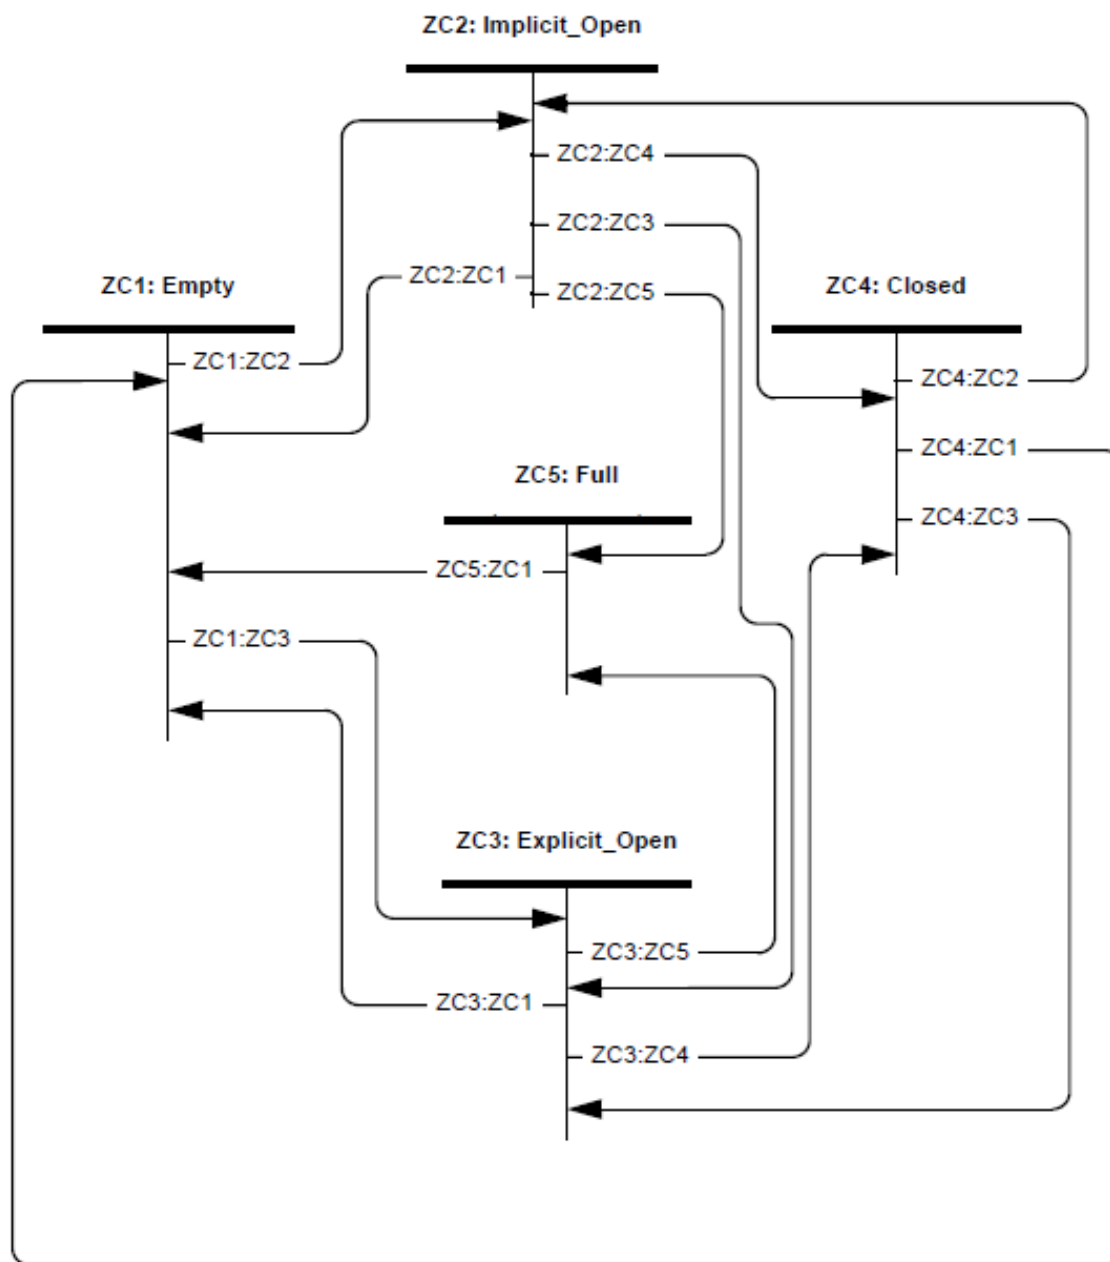 ZC2: Implicit_Open
ZC2:ZC4
ZC2:ZC3
ZC2:ZC1
ZC2:ZC5
ZC1: Empty
ZC4: Closed
ZC1:ZC2
ZC4:ZC2
ZC4:ZC1
ZC5: Full
ZC4:ZC3
ZC5:ZC1
ZC1:ZC3
ZC3: Explicit_Open
ZC3:ZC5
ZC3:ZC1
ZC3:ZC4